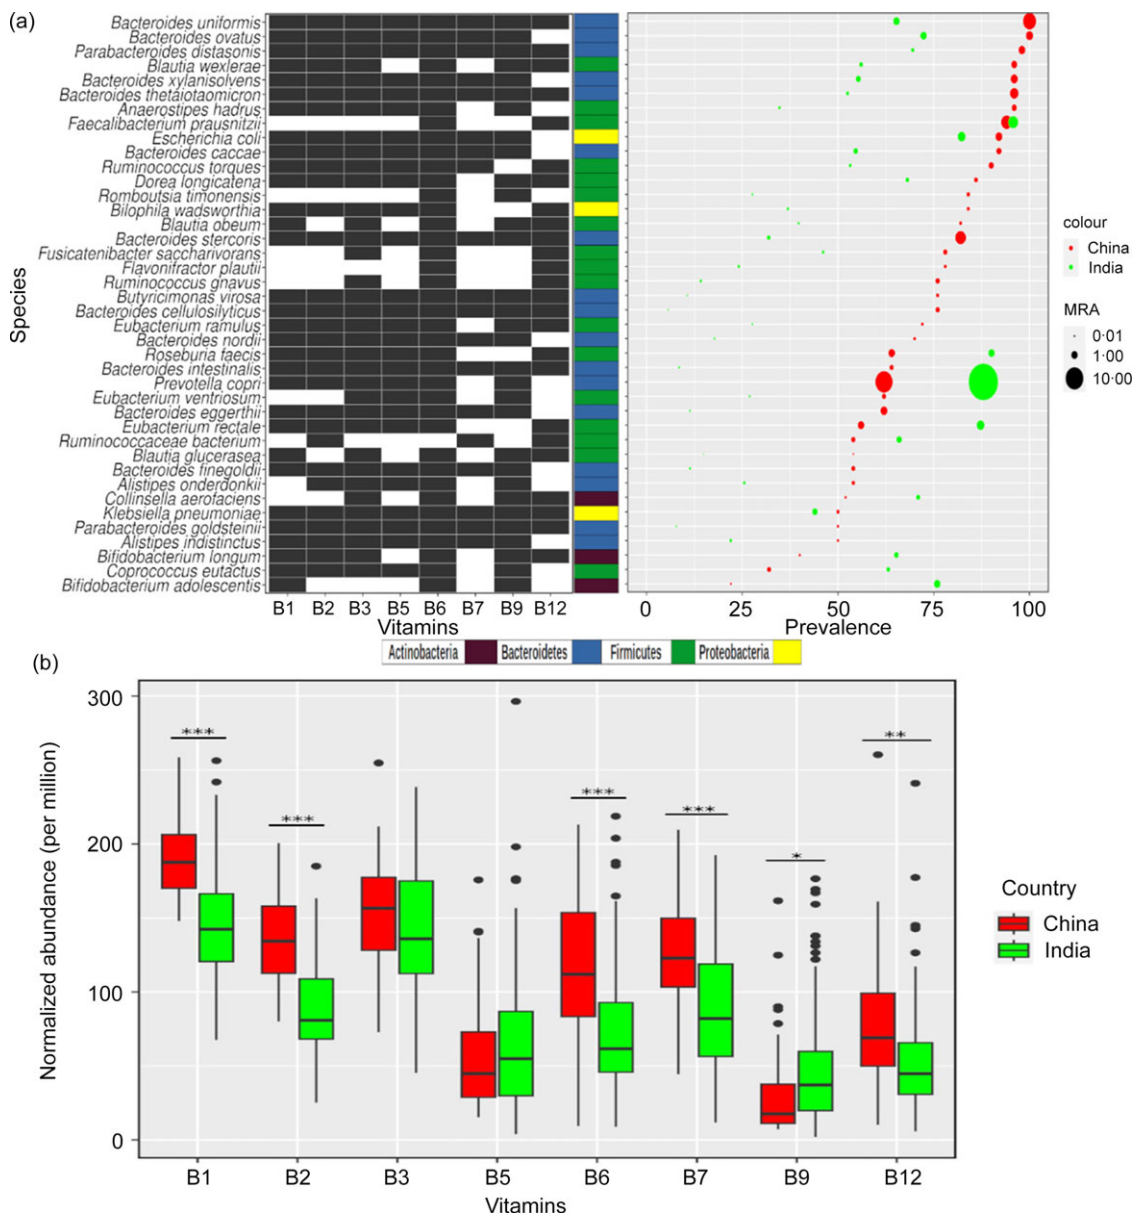 (a)
Species
Bacteroides uniformis
Bacteroides ovatus
Parabacteroides distasonis
Blautia wexlerae
Bacteroides xylanisolvens
Bacteroides thetaiotaomicron
Anaerostipes hadrus
Faecalibacterium prausnitzii
Escherichia coli
Bacteroides caccae
Ruminococcus torques
Dorea longicatena
Romboutsia timonensis
Bilophila wadsworthia
Blautia obeum
Bacteroides stercoris
Fusicatenibacter saccharivorans
Flavonifractor plautii
Ruminococcus gnavus
Butyricimonas virosa
Bacteroides cellulosilyticus
Eubacterium ramulus
Bacteroides nordii
Roseburia faecis
Bacteroides intestinalis
Prevotella copri
Eubacterium ventriosum
Bacteroides eggerthii
Eubacterium rectale
Ruminococcaceae bacterium
Blautia glucerasea
Bacteroides finegoldii
Alistipes onderdonkii
Collinsella aerofaciens
Klebsiella pneumoniae
Parabacteroides goldsteinii
Alistipes indistinctus
Bifidobacterium longum
Coprococcus eutactus
Bifidobacterium adolescentis
B1 B2 B3 B5 B6 B7 B9 B12
Vitamins
0 25 50 75 100
Prevalence
colour
China
India
MRA
0·01
1·00
10·00
Actinobacteria Bacteroidetes Firmicutes Proteobacteria
(b)
Normalized abundance (per million)
300
200
100
0
***
***
***
***
*
**
B1 B2 B3 B5 B6 B7 B9 B12
Vitamins
Country
China
India